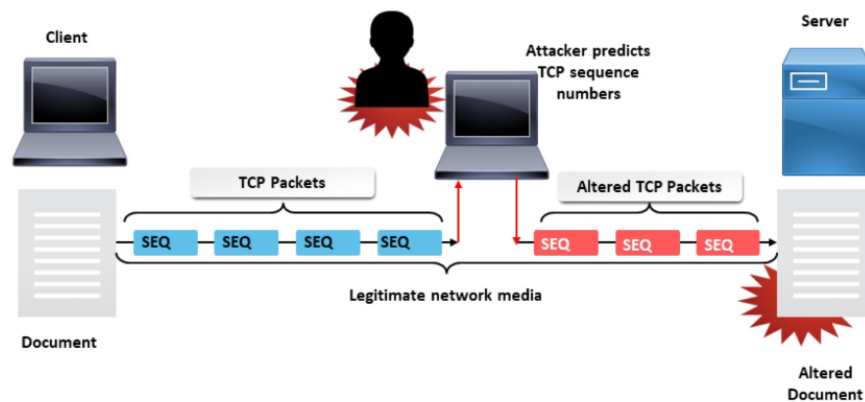 Client
Attacker predicts
TCP sequence
numbers
Server
TCP Packets
Altered TCP Packets
SEQ SEQ SEQ SEQ SEQ SEQ SEQ
Legitimate network media
Document
Altered
Document